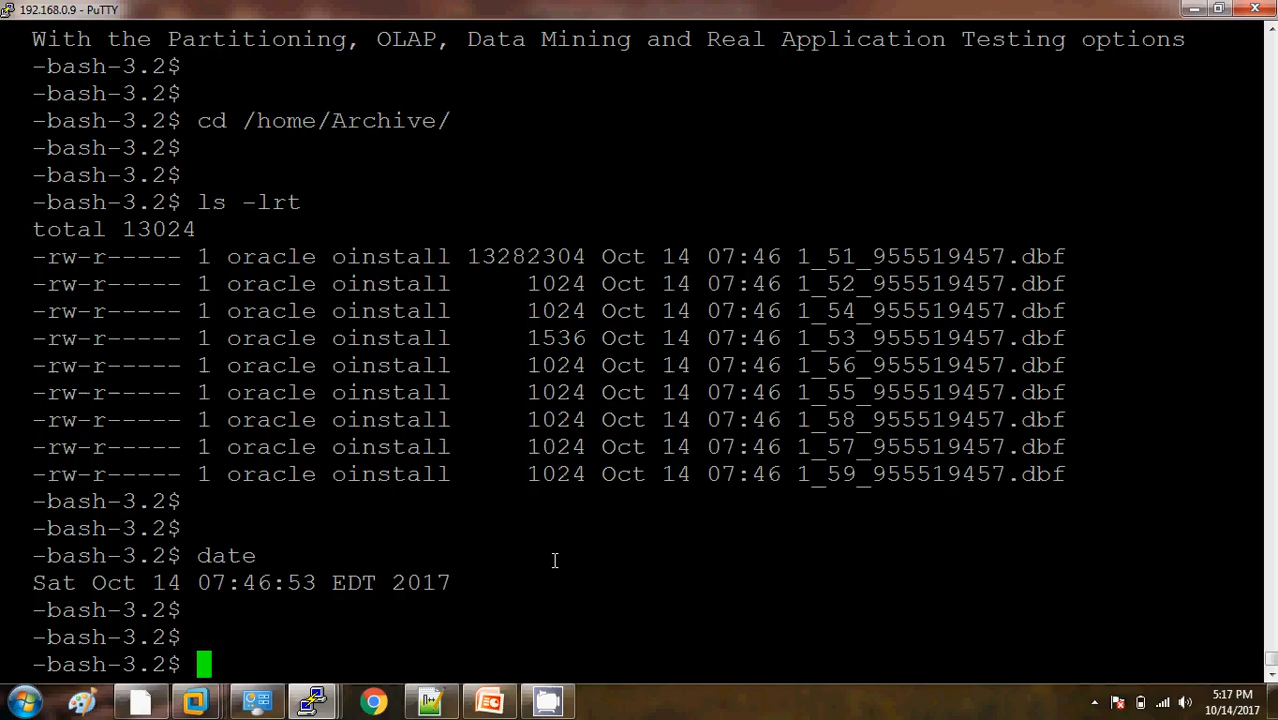 192.168.0.9 - PuTTY
With the Partitioning, OLAP, Data Mining and Real Application Testing options
-bash-3.2$
-bash-3.2$
-bash-3.2$ cd /home/Archive/
-bash-3.2$
-bash-3.2$
-bash-3.2$ ls -lrt
total 13024
-rw-r----- 1 oracle oinstall 13282304 Oct 14 07:46 1_51_955519457.dbf
-rw-r----- 1 oracle oinstall     1024 Oct 14 07:46 1_52_955519457.dbf
-rw-r----- 1 oracle oinstall     1024 Oct 14 07:46 1_54_955519457.dbf
-rw-r----- 1 oracle oinstall     1536 Oct 14 07:46 1_53_955519457.dbf
-rw-r----- 1 oracle oinstall     1024 Oct 14 07:46 1_56_955519457.dbf
-rw-r----- 1 oracle oinstall     1024 Oct 14 07:46 1_55_955519457.dbf
-rw-r----- 1 oracle oinstall     1024 Oct 14 07:46 1_58_955519457.dbf
-rw-r----- 1 oracle oinstall     1024 Oct 14 07:46 1_57_955519457.dbf
-rw-r----- 1 oracle oinstall     1024 Oct 14 07:46 1_59_955519457.dbf
-bash-3.2$
-bash-3.2$
-bash-3.2$ date
Sat Oct 14 07:46:53 EDT 2017
-bash-3.2$
-bash-3.2$
-bash-3.2$
5:17 PM
10/14/2017